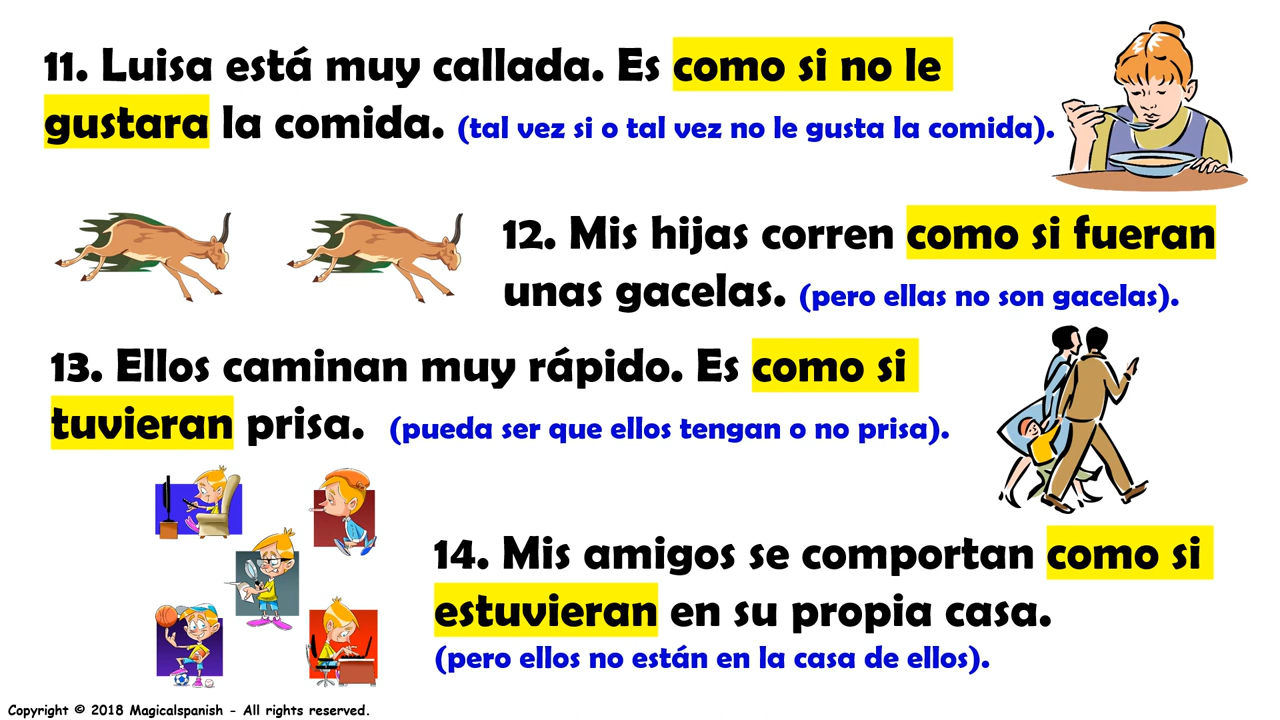 11. Luisa está muy callada. Es como si no le
gustara la comida. (tal vez si o tal vez no le gusta la comida).
12. Mis hijas corren como si fueran
unas gacelas. (pero ellas no son gacelas).
13. Ellos caminan muy rápido. Es como si
tuvieran prisa. (pueda ser que ellos tengan o no prisa).
14. Mis amigos se comportan como si
estuvieran en su propia casa.
(pero ellos no están en la casa de ellos).
Copyright © 2018 Magicalspanish - All rights reserved.